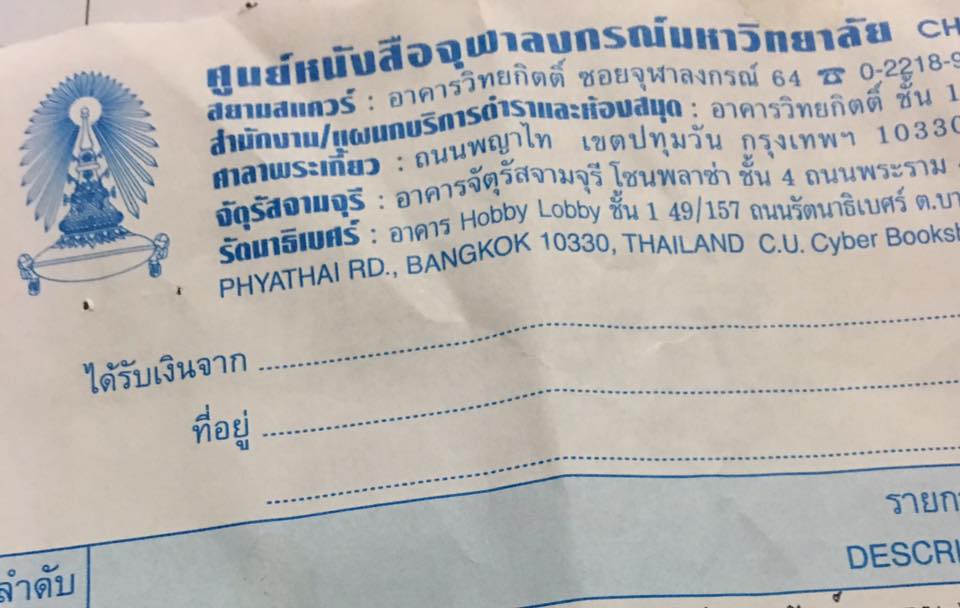 ศูนย์หนังสือจุฬาลงกรณ์มหาวิทยาลัย CH
สยามสแควร์ : อาคารวิทยกิตติ์ ซอยจุฬาลงกรณ์ 64 ☎ 0-2218-9
สำนักงาน/แผนกบริการตำราและห้องสมุด : อาคารวิทยกิตติ์ ชั้น 1
ศาลาพระเกี้ยว : ถนนพญาไท เขตปทุมวัน กรุงเทพฯ 10330
จัตุรัสจามจุรี : อาคารจัตุรัสจามจุรี โซนพลาซ่า ชั้น 4 ถนนพระราม
รัตนาธิเบศร์ : อาคาร Hobby Lobby ชั้น 1 49/157 ถนนรัตนาธิเบศร์ ต.บา
PHYATHAI RD., BANGKOK 10330, THAILAND C.U. Cyber Booksh
ได้รับเงินจาก
ที่อยู่
รายก
ลำดับ DESCRI